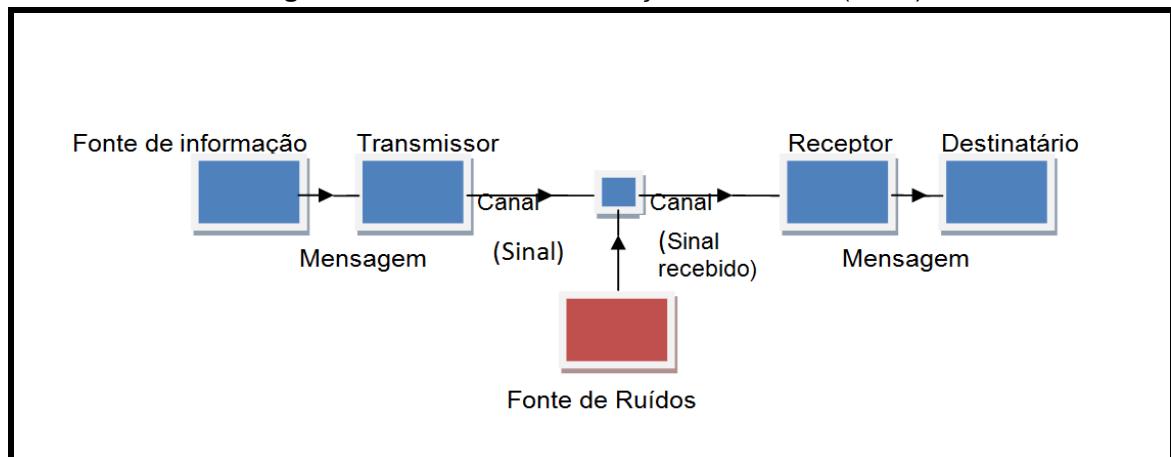 Fonte de informação Transmissor Receptor Destinatário
Canal Canal
Mensagem (Sinal) (Sinal recebido) Mensagem
Fonte de Ruídos